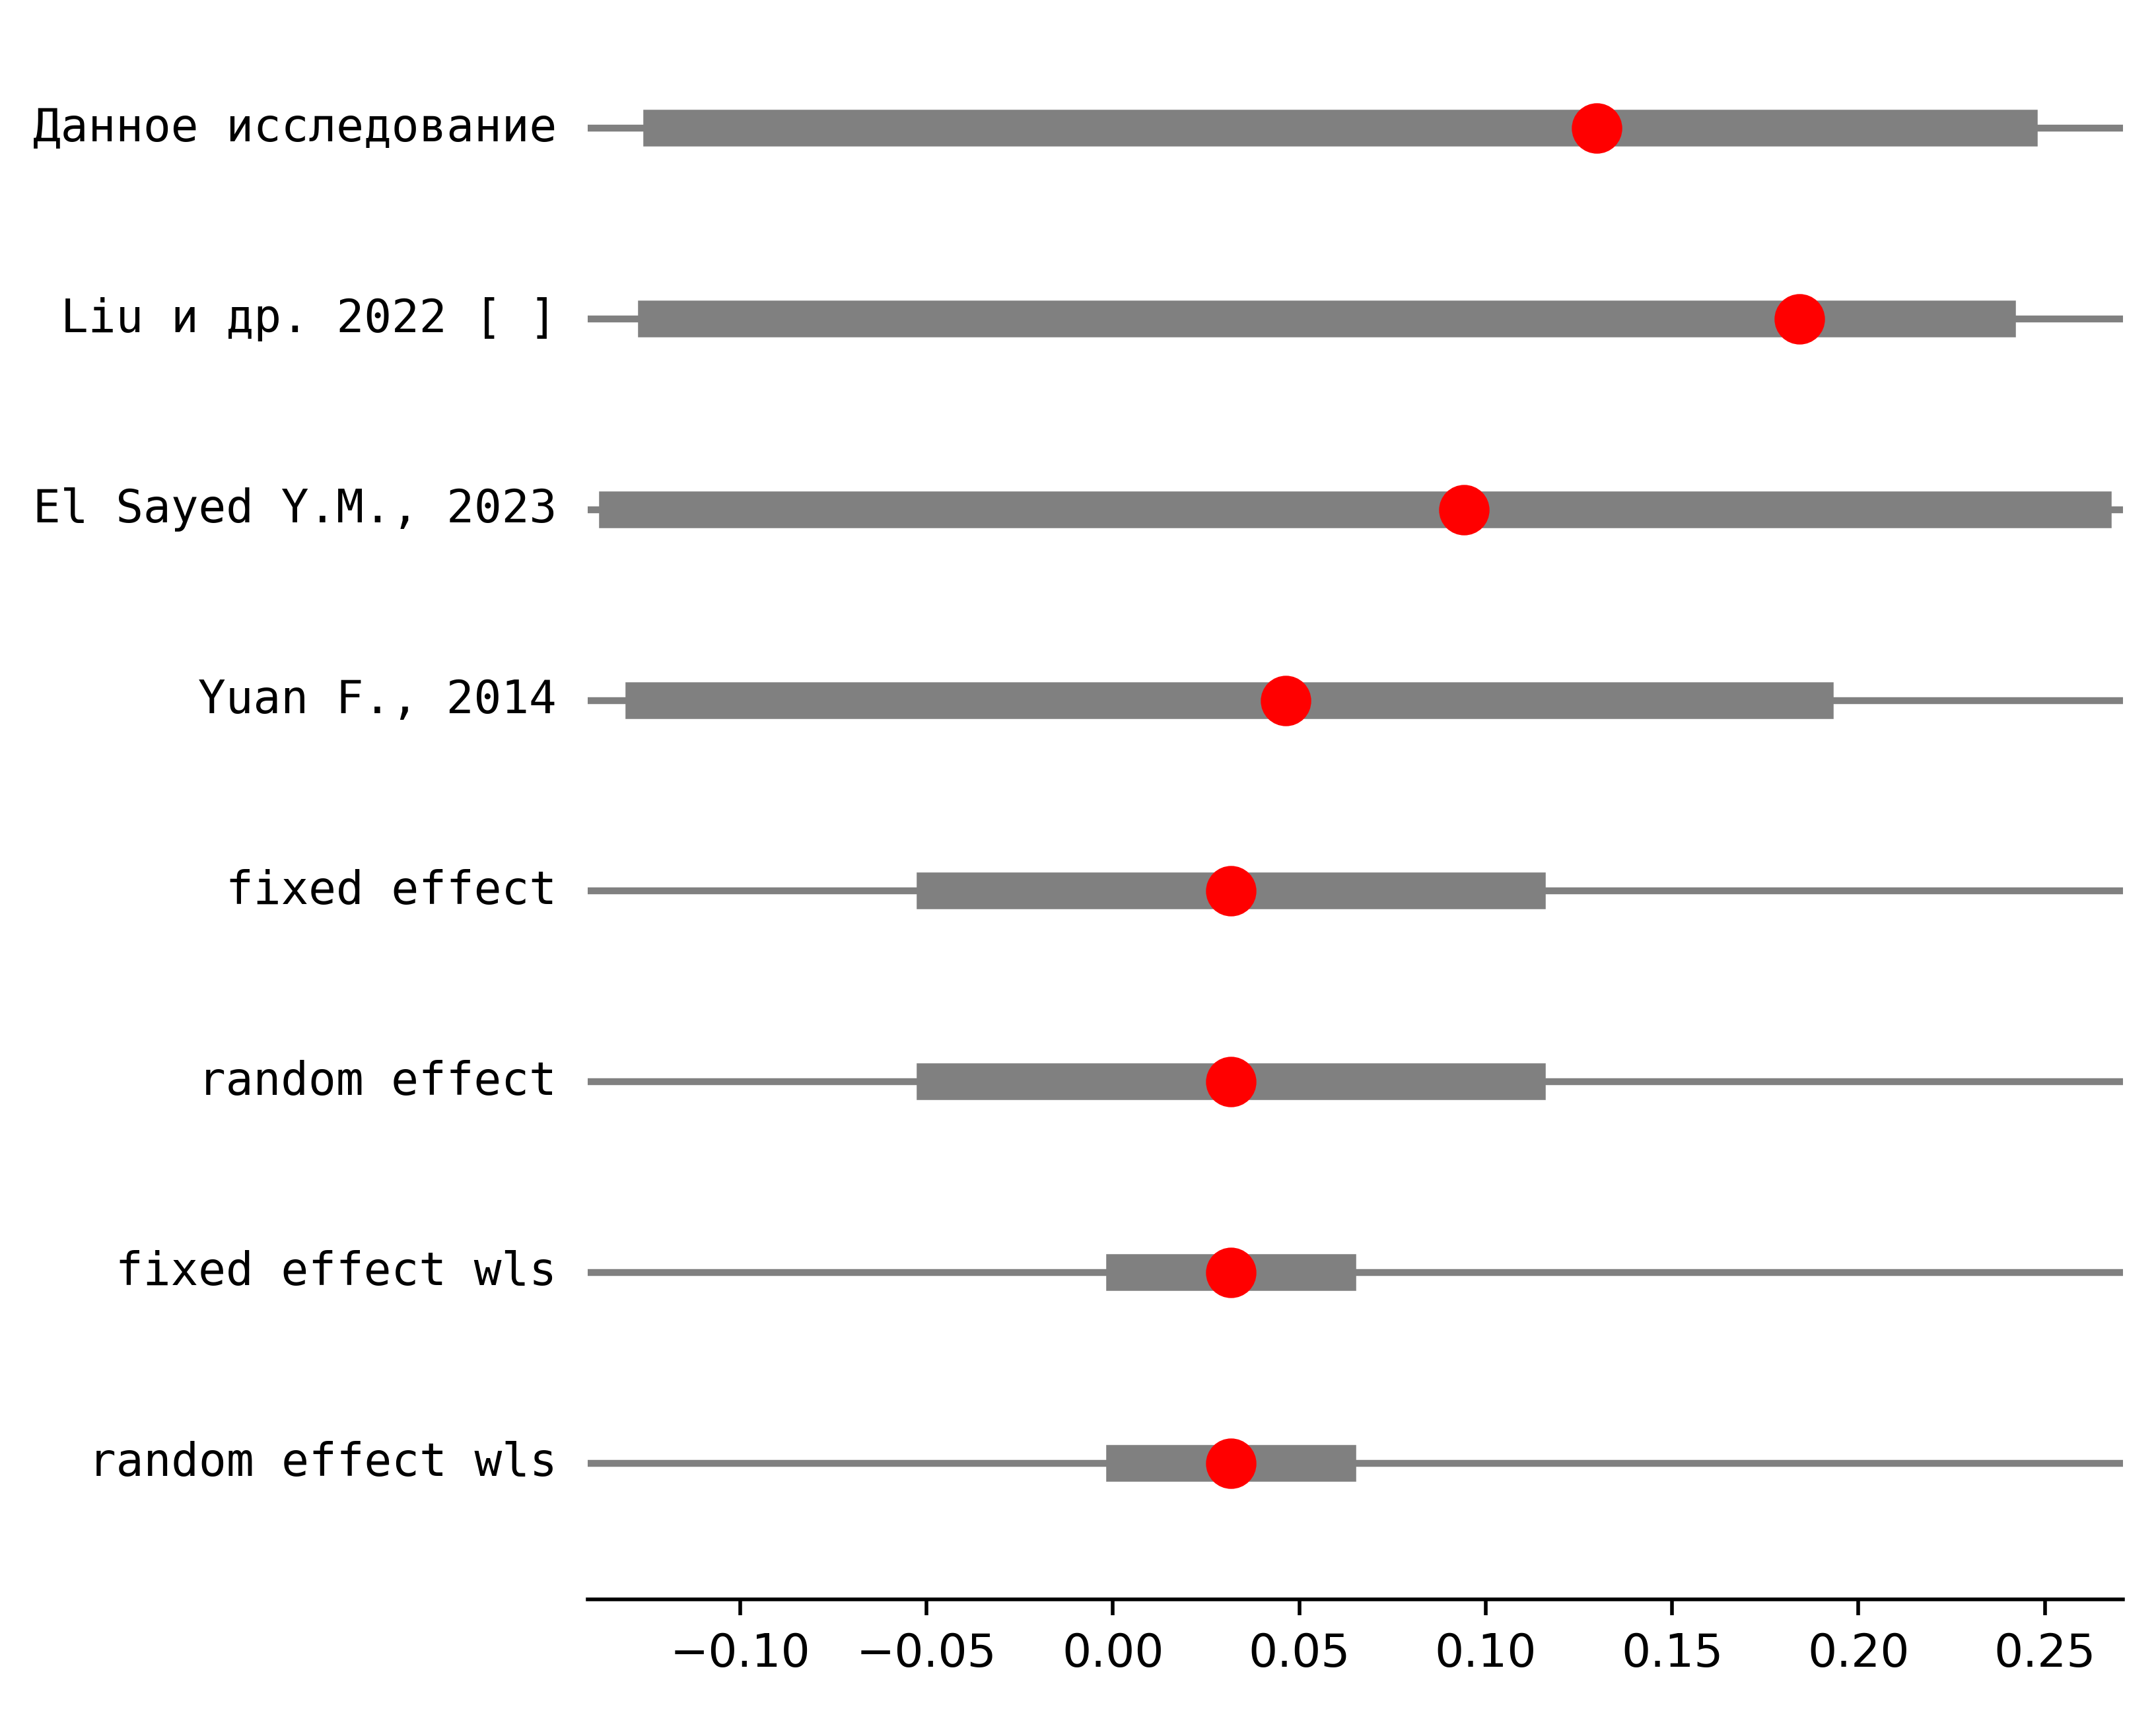 Данное исследование
Liu и др. 2022 [ ]
El Sayed Y.M., 2023
Yuan F., 2014
fixed effect
random effect
fixed effect wls
random effect wls
−0.10 −0.05 0.00 0.05 0.10 0.15 0.20 0.25